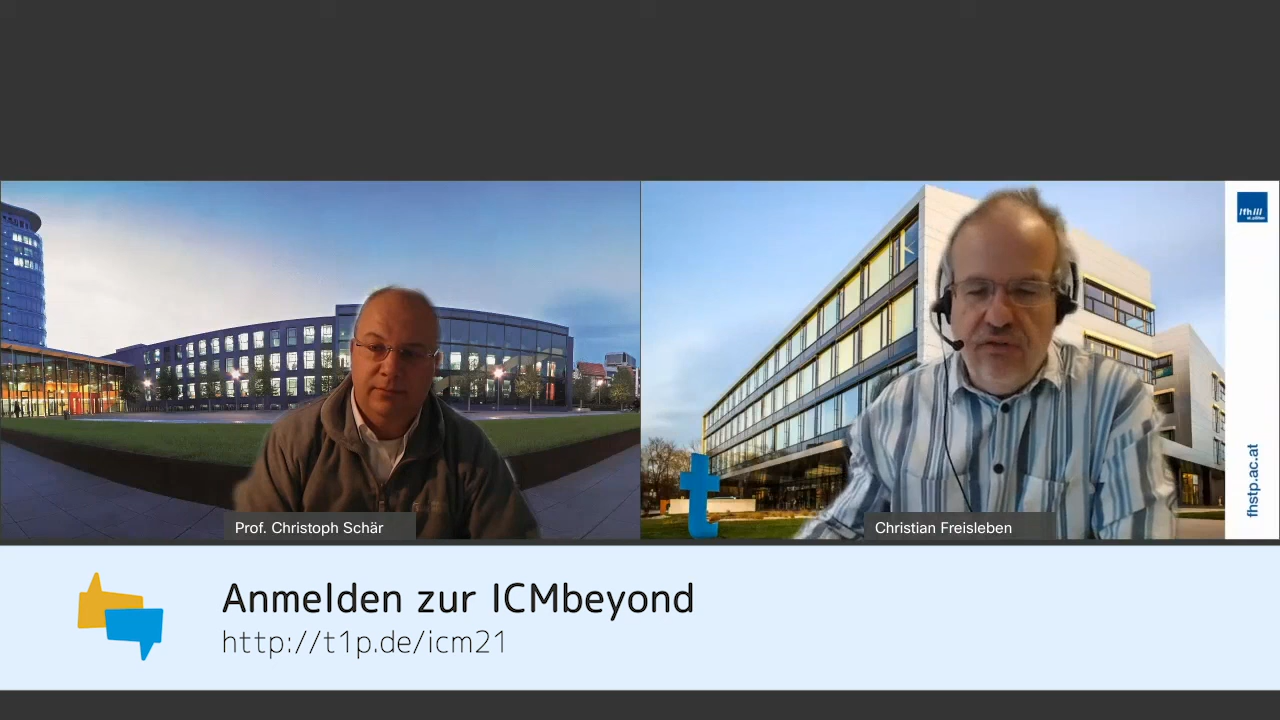 Prof. Christoph Schär
Christian Freisleben
fhstp.ac.at
Anmelden zur ICMbeyond
http://t1p.de/icm21